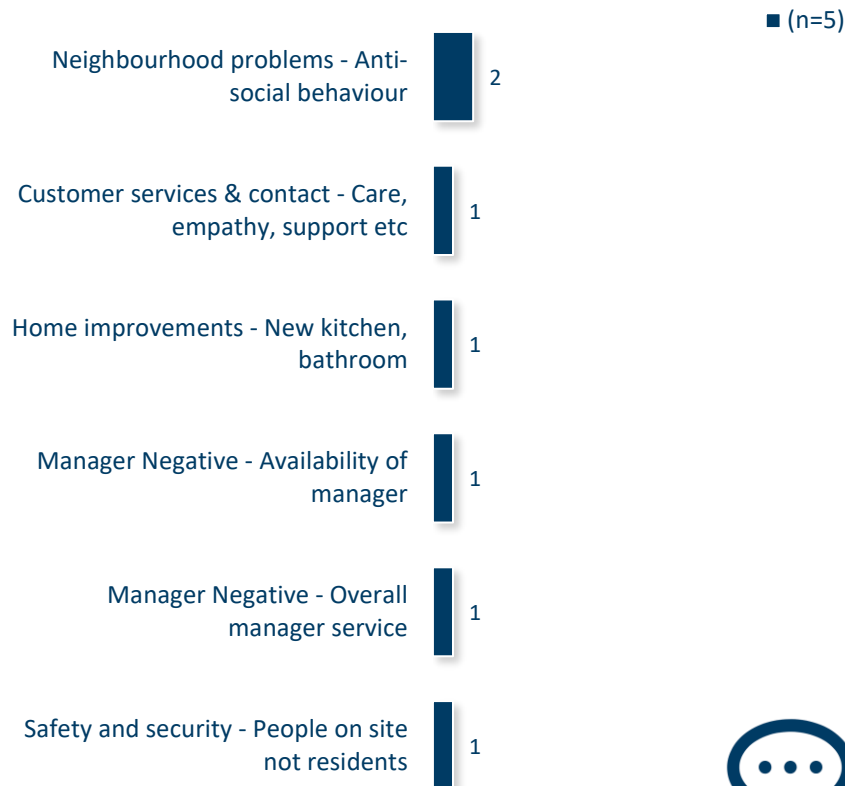 ■ (n=5)
Neighbourhood problems - Anti-
social behaviour
2
Customer services & contact - Care,
empathy, support etc
1
Home improvements - New kitchen,
bathroom
1
Manager Negative - Availability of
manager
1
Manager Negative - Overall
manager service
1
Safety and security - People on site
not residents
1